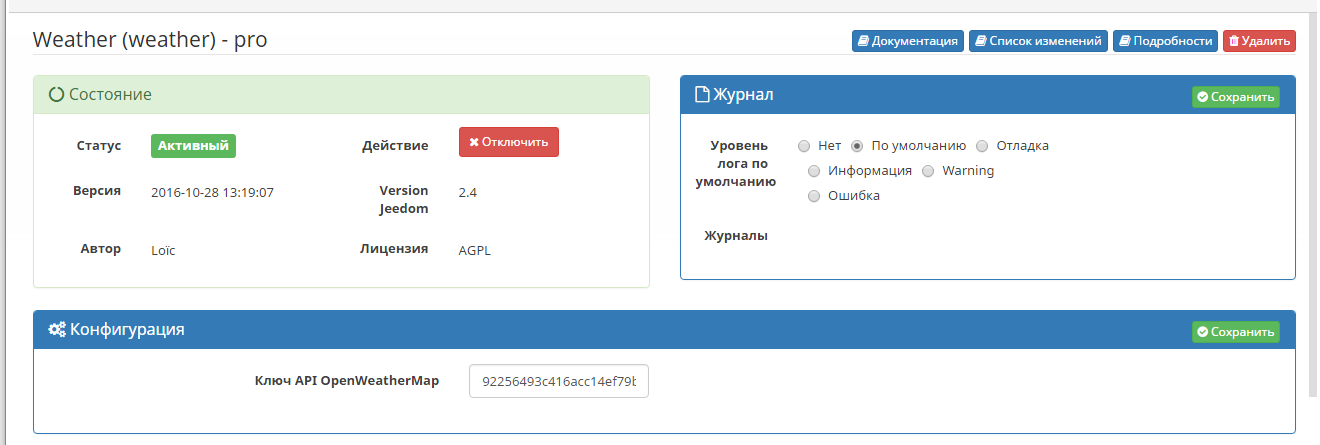 Weather (weather) - pro
Документация Список изменений Подробности Удалить
Состояние
Статус Активный Действие Отключить
Версия 2016-10-28 13:19:07 Version Jeedom 2.4
Автор Loïc Лицензия AGPL
Журнал Сохранить
Уровень лога по умолчанию
Нет По умолчанию Отладка
Информация Warning
Ошибка
Журналы
Конфигурация Сохранить
Ключ API OpenWeatherMap 92256493c416acc14ef79b